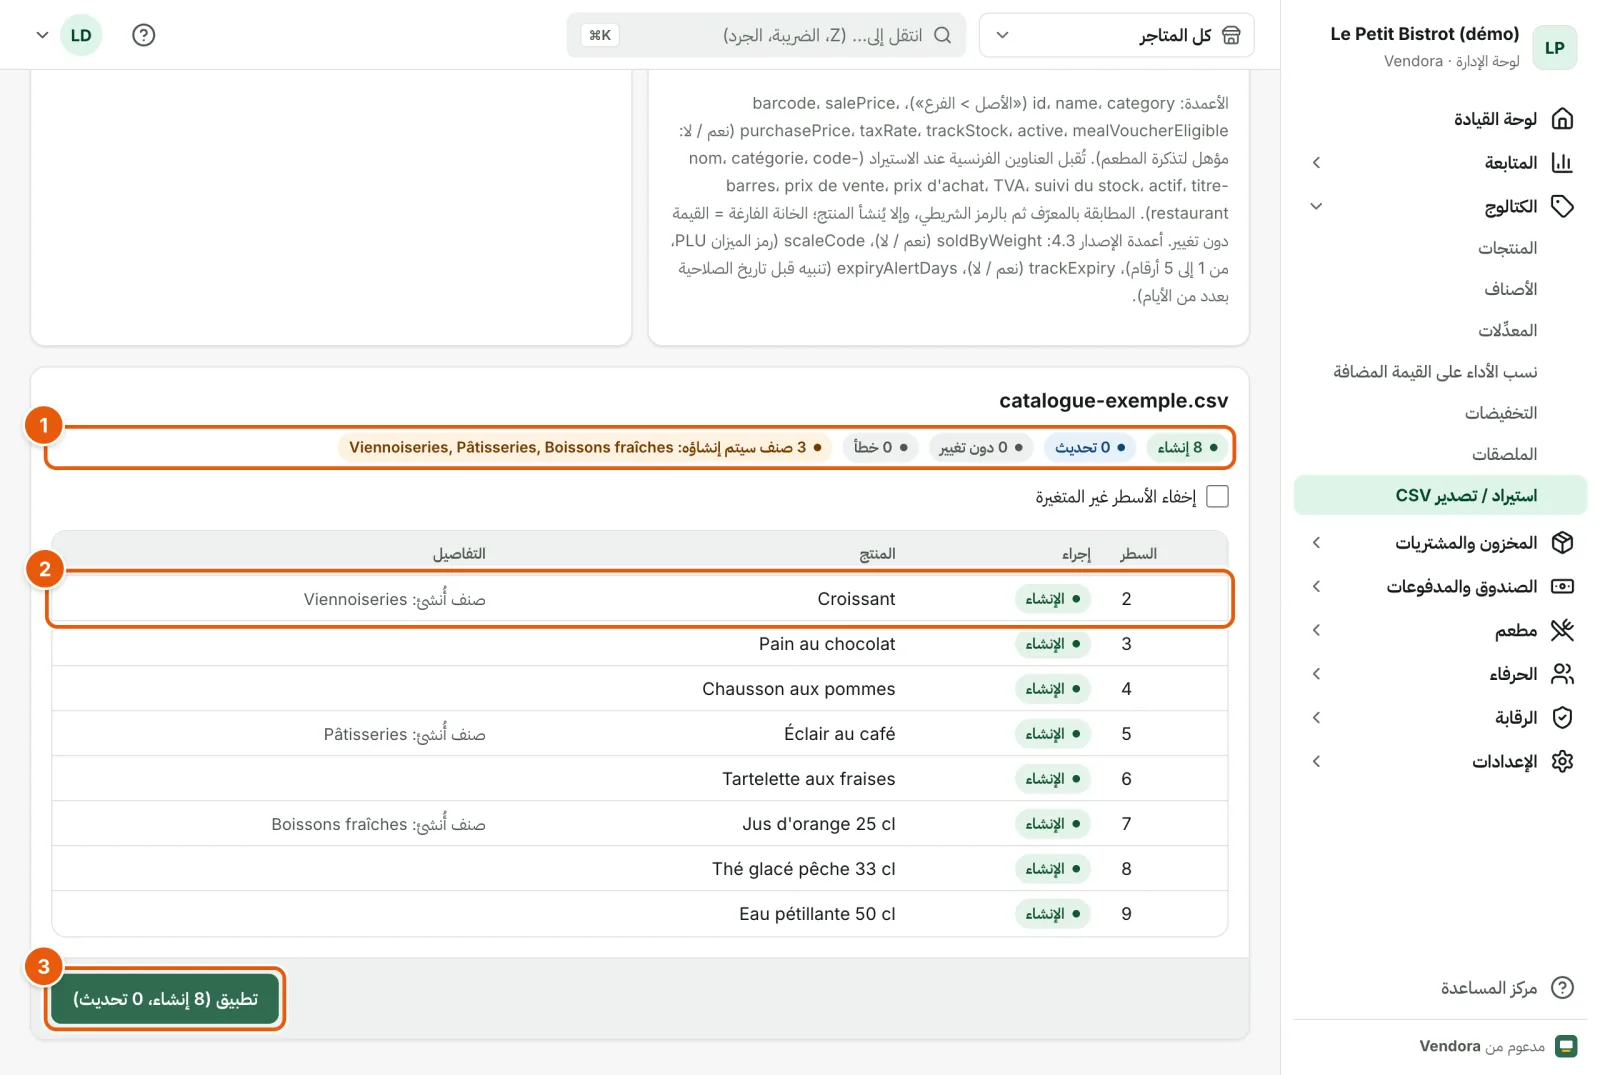 Le Petit Bistrot (démo)
لوحة الإدارة · Vendora
LP
كل المتاجر
انتقل إلى... (Z، الضريبة، الجرد)
⌘K
LD
لوحة القيادة
المتابعة
الكتالوج
المنتجات
الأصناف
المعدّلات
نسب الأداء على القيمة المضافة
التخفيضات
الملصقات
استيراد / تصدير CSV
المخزون والمشتريات
الصندوق والمدفوعات
مطعم
الحرفاء
الرقابة
الإعدادات
مركز المساعدة
مدعوم من Vendora
الأعمدة: id، name، category («الأصل > الفرع»)، barcode، salePrice،
purchasePrice، taxRate، trackStock، active، mealVoucherEligible (نعم / لا:
مؤهل لتذكرة المطعم). تُقبل العناوين الفرنسية عند الاستيراد (nom، catégorie، code-
barres، prix de vente، prix d'achat، TVA، suivi du stock، actif، titre-
restaurant). المطابقة بالمعرّف ثم بالرمز الشريطي، وإلا يُنشأ المنتج؛ الخانة الفارغة = القيمة
دون تغيير. أعمدة الإصدار 4.3: soldByWeight (نعم / لا)، scaleCode (رمز الميزان PLU،
من 1 إلى 5 أرقام)، trackExpiry (نعم / لا)، expiryAlertDays (تنبيه قبل تاريخ الصلاحية
بعدد من الأيام).
catalogue-exemple.csv
1
8 إنشاء
0 تحديث
0 دون تغيير
0 خطأ
3 صنف سيتم إنشاؤه: Viennoiseries, Pâtisseries, Boissons fraîches
إخفاء الأسطر غير المتغيرة
السطر إجراء المنتج التفاصيل
2
2 الإنشاء Croissant صنف أُنشئ: Viennoiseries
3 الإنشاء Pain au chocolat
4 الإنشاء Chausson aux pommes
5 الإنشاء Éclair au café صنف أُنشئ: Pâtisseries
6 الإنشاء Tartelette aux fraises
7 الإنشاء Jus d'orange 25 cl صنف أُنشئ: Boissons fraîches
8 الإنشاء Thé glacé pêche 33 cl
9 الإنشاء Eau pétillante 50 cl
3
تطبيق (8 إنشاء، 0 تحديث)